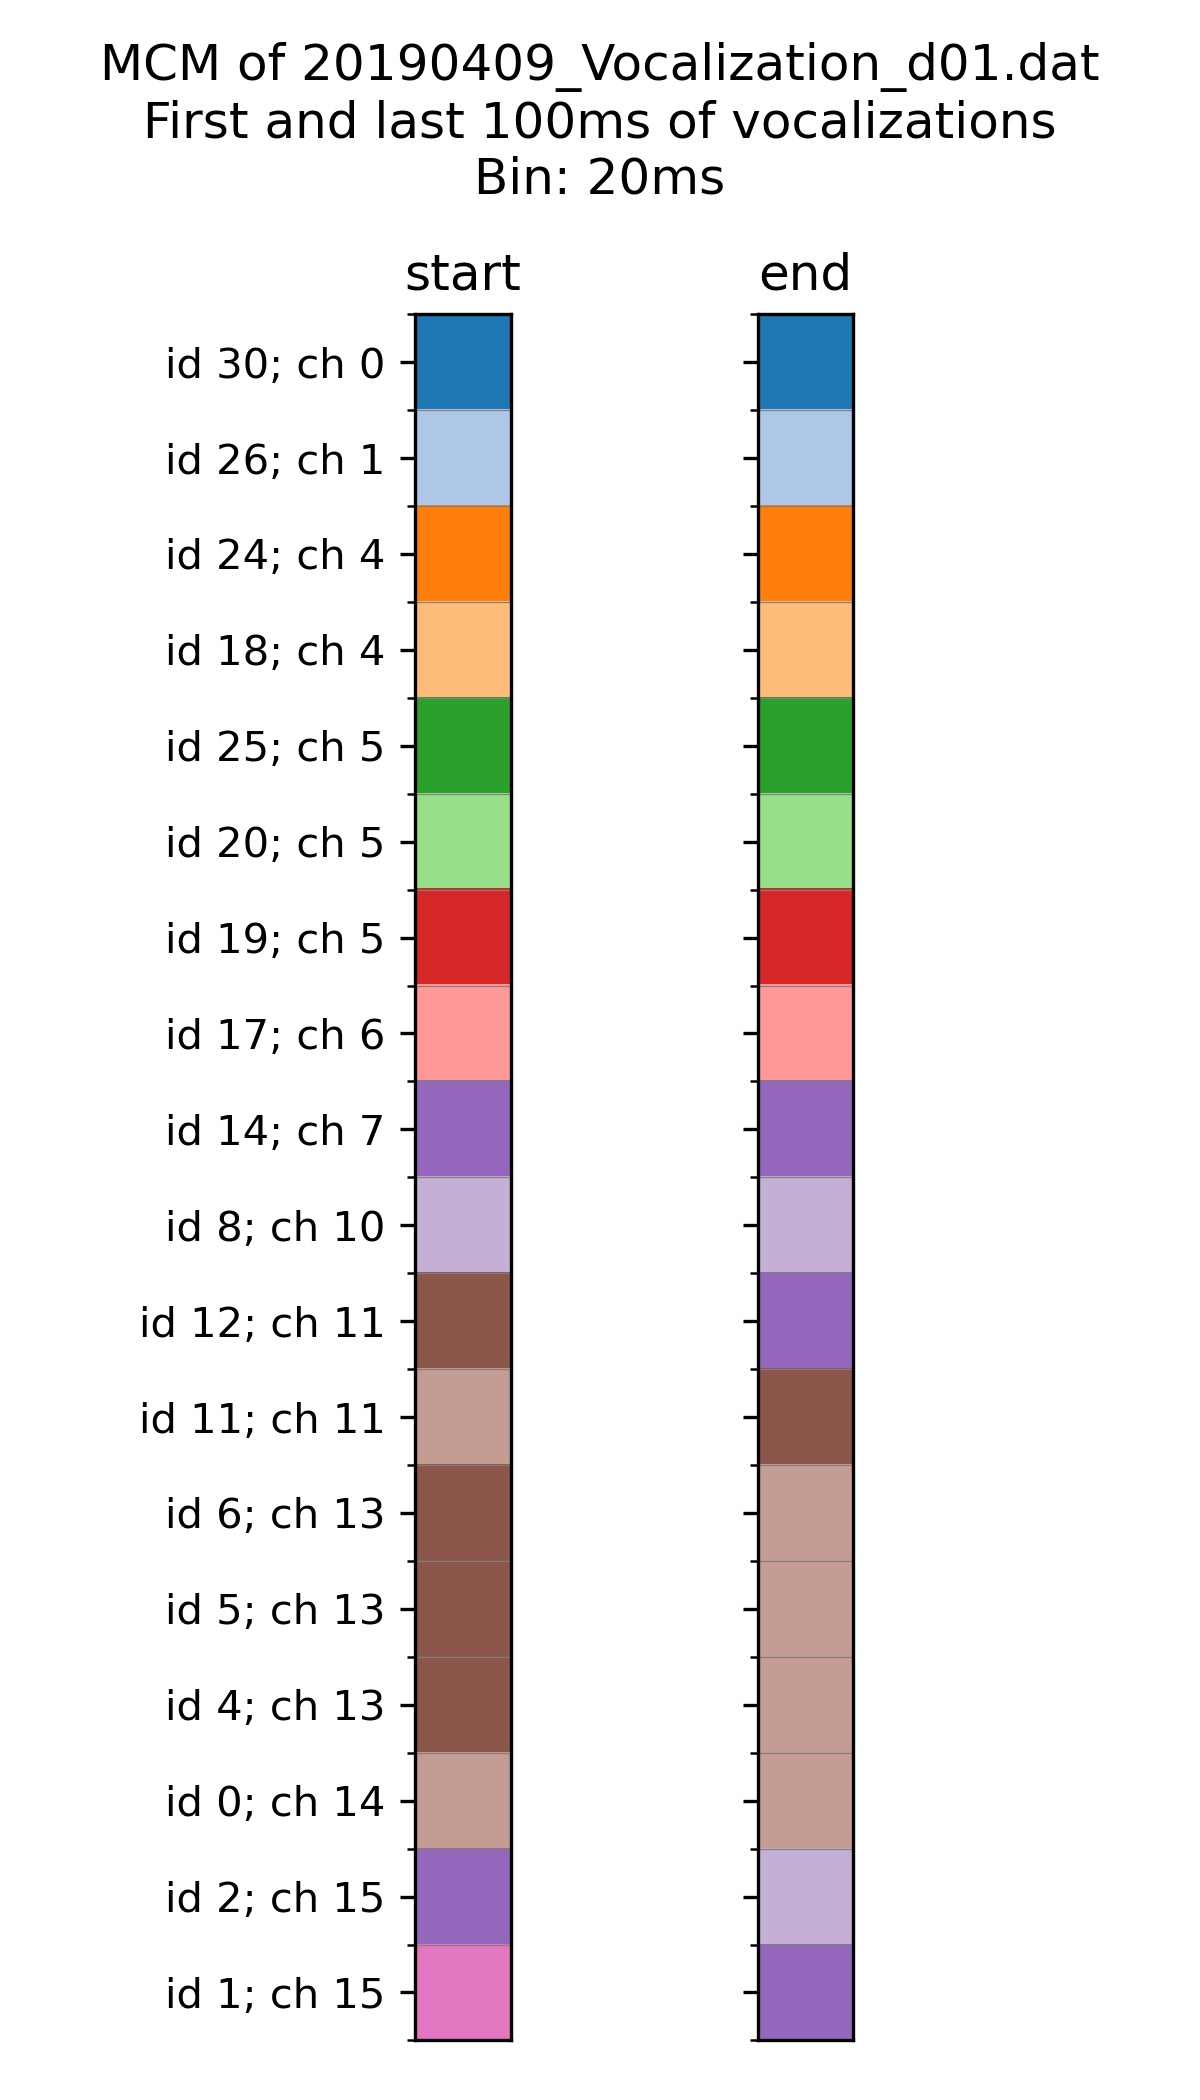 MCM of 20190409_Vocalization_d01.dat
First and last 100ms of vocalizations
Bin: 20ms
start end
id 30; ch 0
id 26; ch 1
id 24; ch 4
id 18; ch 4
id 25; ch 5
id 20; ch 5
id 19; ch 5
id 17; ch 6
id 14; ch 7
id 8; ch 10
id 12; ch 11
id 11; ch 11
id 6; ch 13
id 5; ch 13
id 4; ch 13
id 0; ch 14
id 2; ch 15
id 1; ch 15